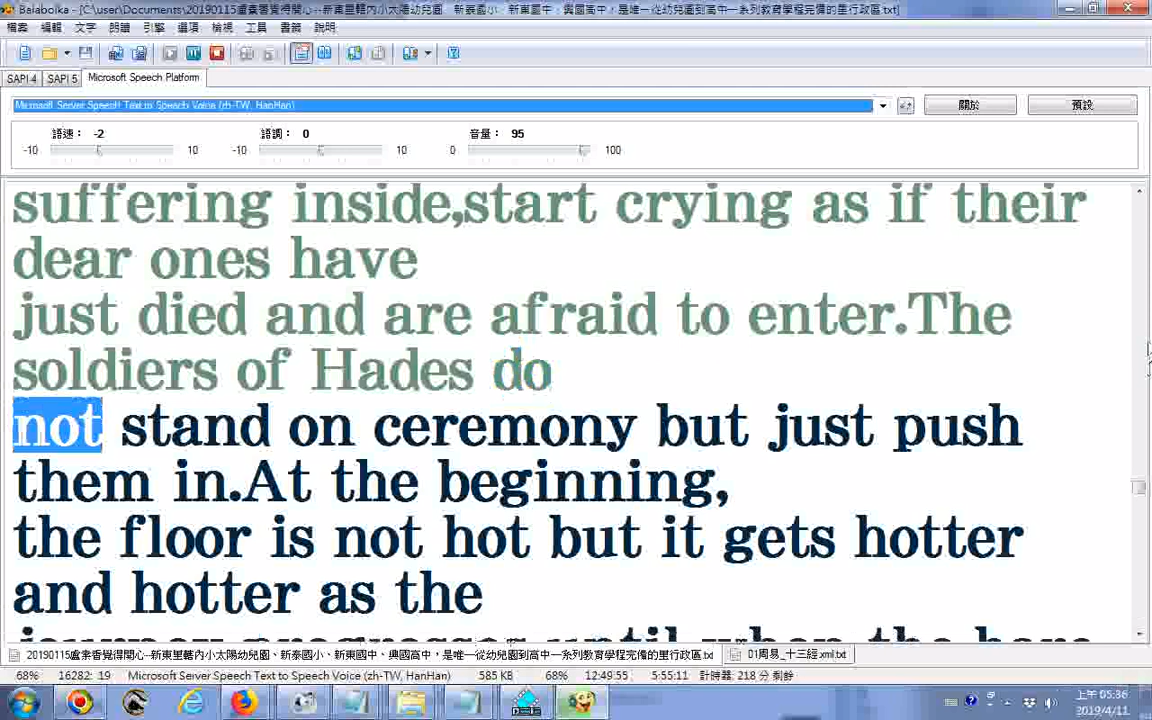 Balabolka - [C:\user\Documents\20190115盧素香覺得開心--新東里轄內小太陽幼兒園、新泰國小、新東國中、興國高中，是唯一從幼兒園到高中一系列教育學程完備的里行政區.txt]
檔案 編輯 文字 朗讀 引擎 選項 檢視 工具 書籤 說明
SAPI 4 SAPI 5 Microsoft Speech Platform
Microsoft Server Speech Text to Speech Voice (zh-TW, HanHan)
關於 預設
語速： -2 語調： 0 音量： 95
-10 10 -10 10 0 100
suffering inside,start crying as if their
dear ones have
just died and are afraid to enter.The
soldiers of Hades do
not stand on ceremony but just push
them in.At the beginning,
the floor is not hot but it gets hotter
and hotter as the
journey progresses until when the bare
20190115盧素香覺得開心--新東里轄內小太陽幼兒園、新泰國小、新東國中、興國高中，是唯一從幼兒園到高中一系列教育學程完備的里行政區.txt 01周易_十三經.xml.txt
68% 16282: 19 Microsoft Server Speech Text to Speech Voice (zh-TW, HanHan) 585 KB 68% 12:49:55 5:55:11 計時器: 218 分 剩餘
上午 05:36
2019/4/11